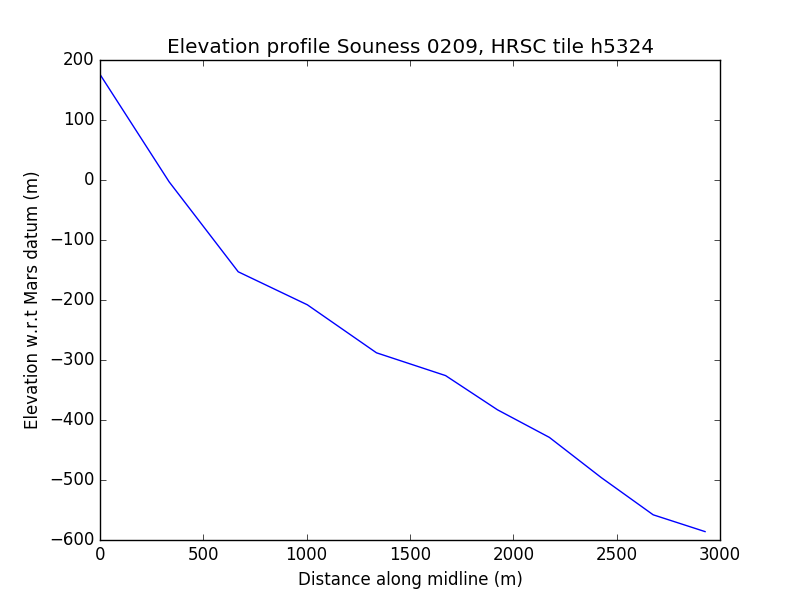 Elevation profile Souness 0209, HRSC tile h5324
200
100
0
−100
−200
−300
−400
−500
−600
Elevation w.r.t Mars datum (m)
0 500 1000 1500 2000 2500 3000
Distance along midline (m)